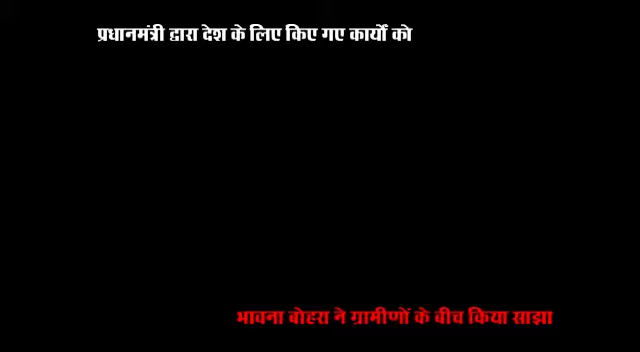 प्रधानमंत्री द्वारा देश के लिए किए गए कार्यों को
भावना बोहरा ने ग्रामीणों के बीच किया साझा